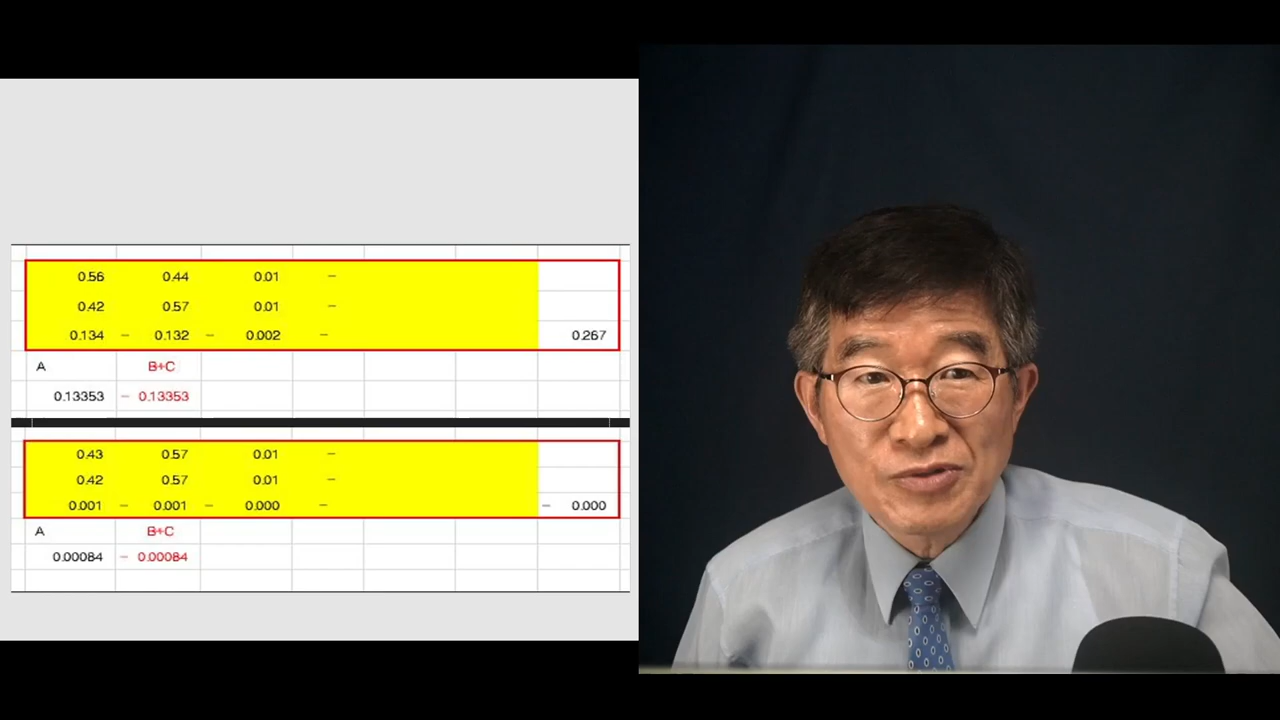 0.56 0.44 0.01 –
0.42 0.57 0.01 –
0.134 – 0.132 – 0.002 – 0.267
A B+C
0.13353 – 0.13353
0.43 0.57 0.01 –
0.42 0.57 0.01 –
0.001 – 0.001 – 0.000 – – 0.000
A B+C
0.00084 – 0.00084